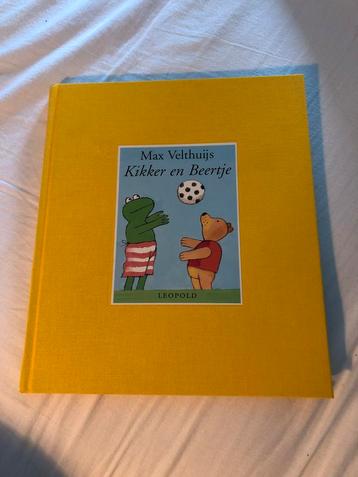 Max Velthuijs
Kikker en Beertje
LEOPOLD